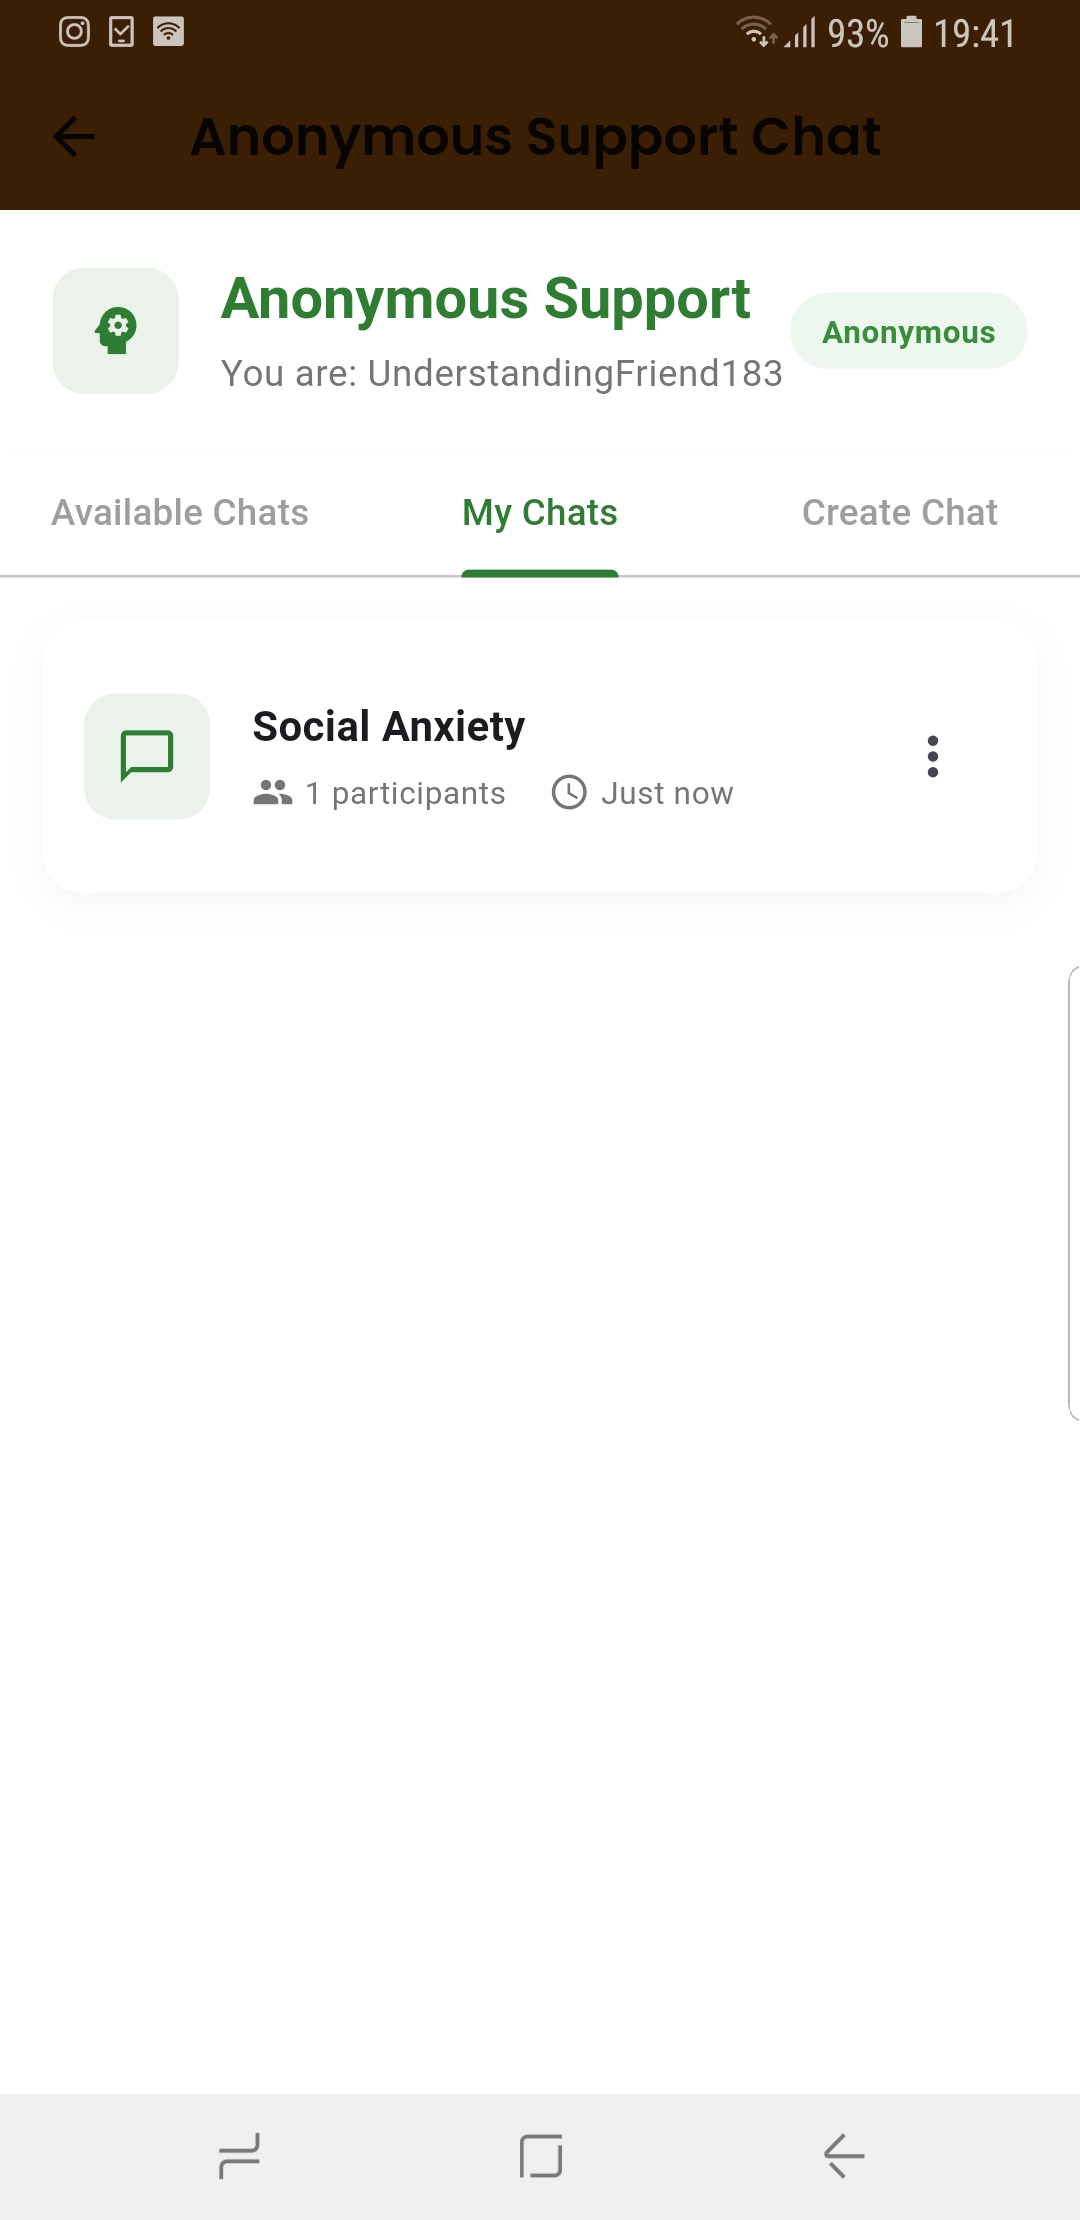 93% 19:41
Anonymous Support Chat
Anonymous Support
Anonymous
You are: UnderstandingFriend183
Available Chats My Chats Create Chat
Social Anxiety
1 participants Just now